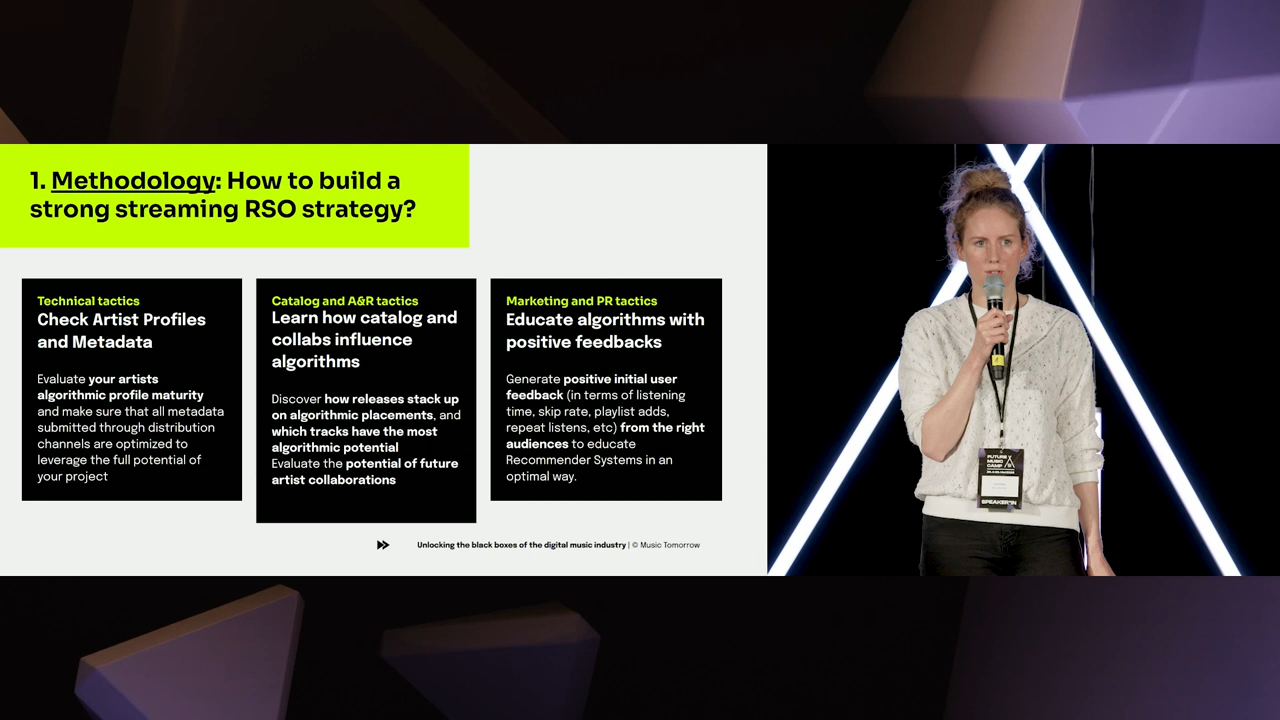 1. Methodology: How to build a
strong streaming RSO strategy?
Technical tactics
Check Artist Profiles
and Metadata
Evaluate your artists
algorithmic profile maturity
and make sure that all metadata
submitted through distribution
channels are optimized to
leverage the full potential of
your project
Catalog and A&R tactics
Learn how catalog and
collabs influence
algorithms
Discover how releases stack up
on algorithmic placements, and
which tracks have the most
algorithmic potential
Evaluate the potential of future
artist collaborations
Marketing and PR tactics
Educate algorithms with
positive feedbacks
Generate positive initial user
feedback (in terms of listening
time, skip rate, playlist adds,
repeat listens, etc) from the right
audiences to educate
Recommender Systems in an
optimal way.
Unlocking the black boxes of the digital music industry | © Music Tomorrow
FUTURE
MUSIC
CAMP
SPEAKER*IN